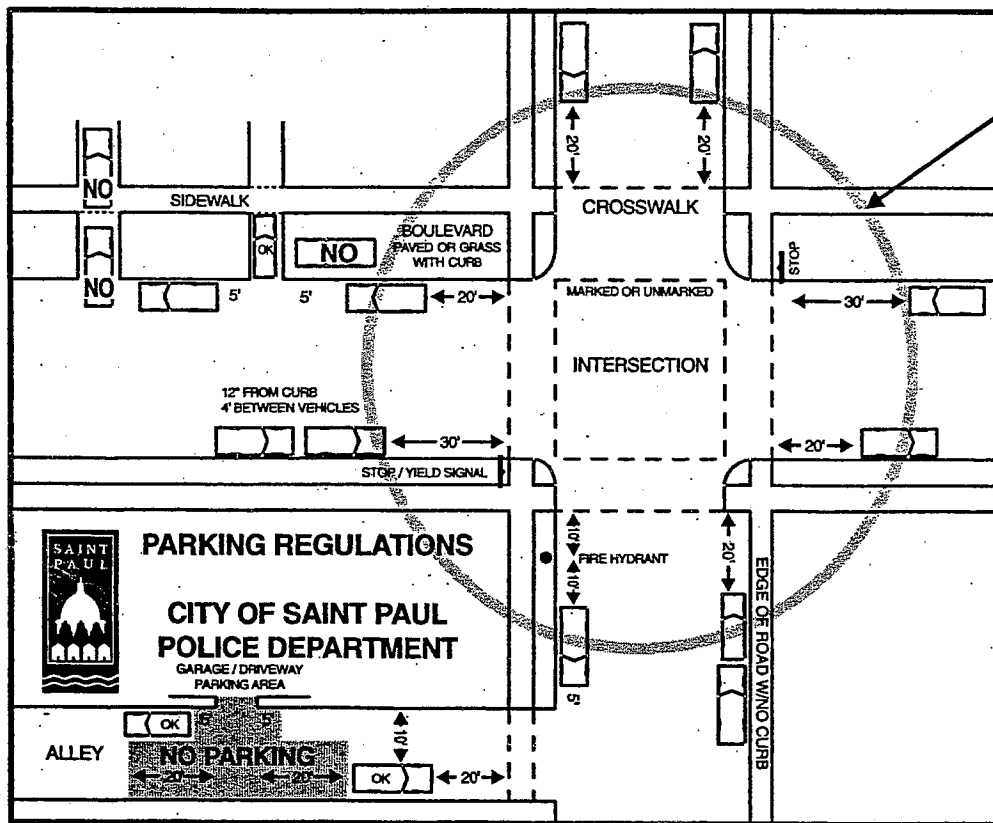 20'
20'
NO
SIDEWALK
CROSSWALK
NO
OK
NO
BOULEVARD
PAVED OR GRASS
WITH CURB
STOP
5'
5'
20'
MARKED OR UNMARKED
30'
INTERSECTION
12" FROM CURB
4' BETWEEN VEHICLES
30'
20'
STOP / YIELD SIGNAL
SAINT
PAUL
PARKING REGULATIONS
CITY OF SAINT PAUL
POLICE DEPARTMENT
10'
FIRE HYDRANT
10'
20'
EDGE OF ROAD W/NO CURB
GARAGE / DRIVEWAY
PARKING AREA
5'
OK
5'
5'
10'
ALLEY
NO PARKING
20'
20'
OK
20'